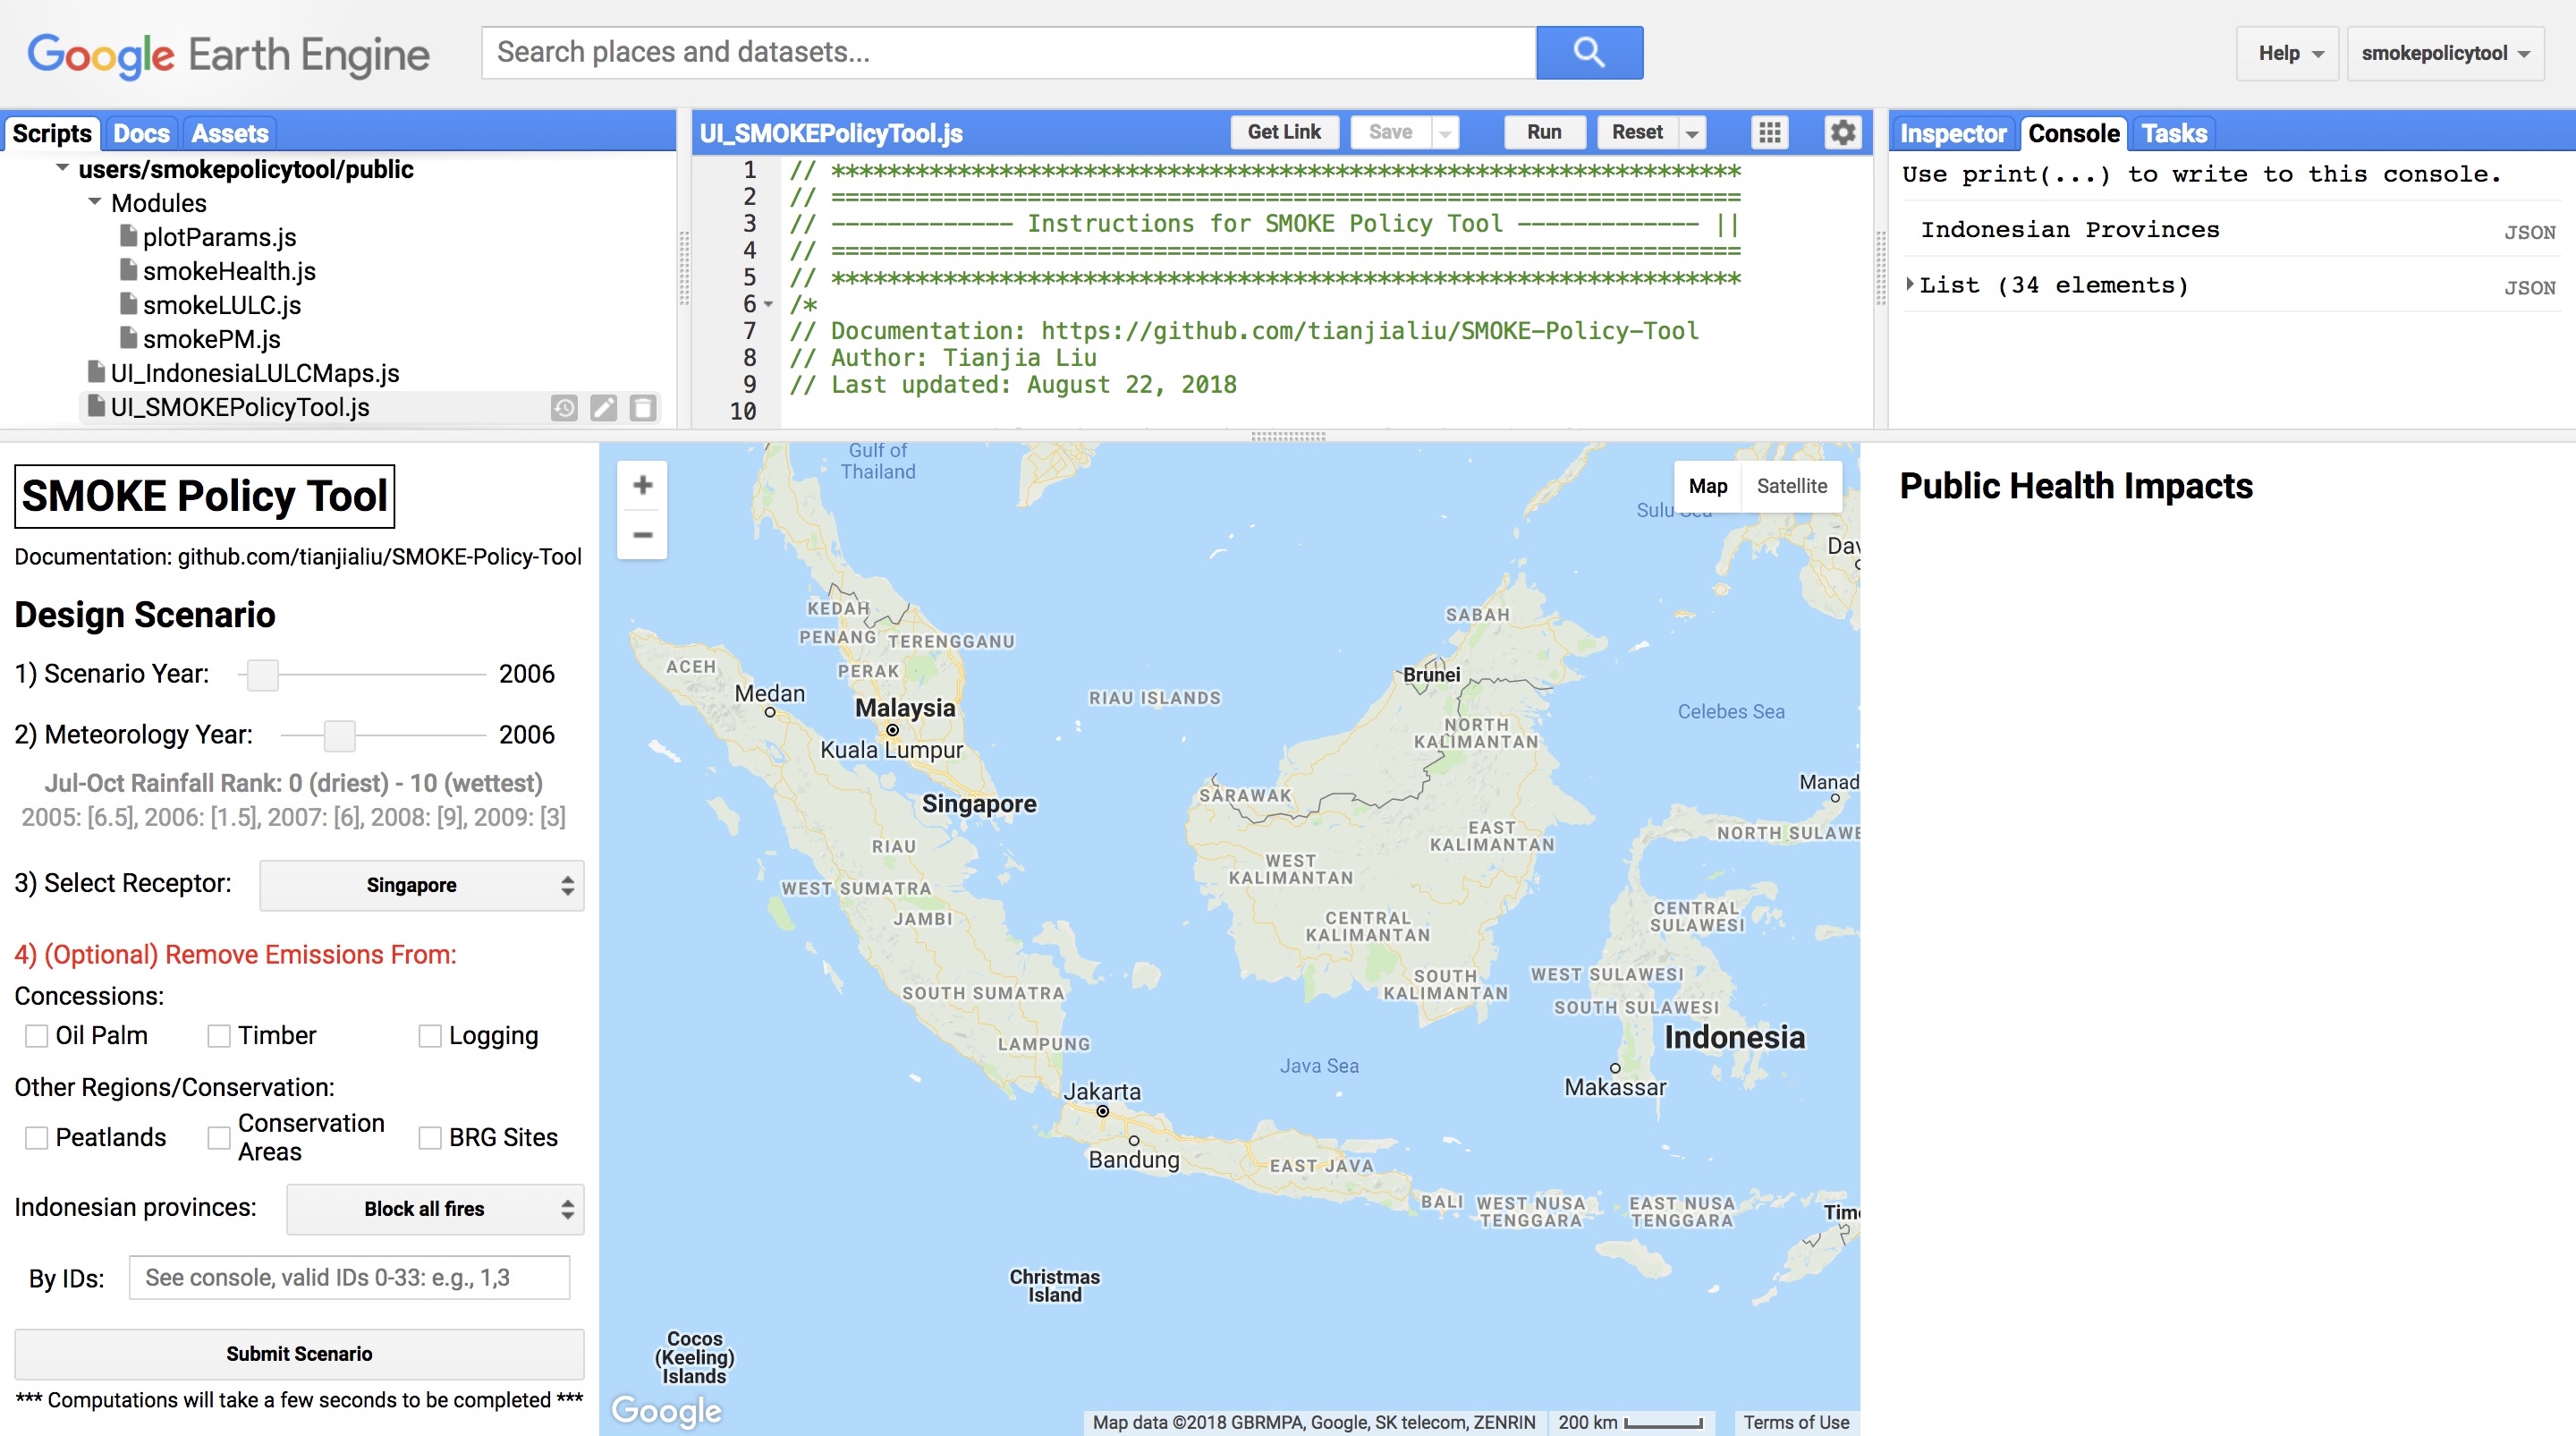 Google Earth Engine
Search places and datasets...
Help
smokepolicytool
Scripts Docs Assets
users/smokepolicytool/public
Modules
plotParams.js
smokeHealth.js
smokeLULC.js
smokePM.js
UI_IndonesiaLULCMaps.js
UI_SMOKEPolicyTool.js
UI_SMOKEPolicyTool.js
Get Link Save Run Reset
1 // *****************************************************************
2 // =================================================================
3 // ------------- Instructions for SMOKE Policy Tool ------------- ||
4 // =================================================================
5 // *****************************************************************
6 /*
7 // Documentation: https://github.com/tianjialiu/SMOKE-Policy-Tool
8 // Author: Tianjia Liu
9 // Last updated: August 22, 2018
10
Inspector Console Tasks
Use print(...) to write to this console.
Indonesian Provinces JSON
List (34 elements) JSON
SMOKE Policy Tool
Documentation: github.com/tianjialiu/SMOKE-Policy-Tool
Design Scenario
1) Scenario Year: 2006
2) Meteorology Year: 2006
Jul-Oct Rainfall Rank: 0 (driest) - 10 (wettest)
2005: [6.5], 2006: [1.5], 2007: [6], 2008: [9], 2009: [3]
3) Select Receptor: Singapore
4) (Optional) Remove Emissions From:
Concessions:
Oil Palm Timber Logging
Other Regions/Conservation:
Peatlands Conservation Areas BRG Sites
Indonesian provinces: Block all fires
By IDs: See console, valid IDs 0-33: e.g., 1,3
Submit Scenario
*** Computations will take a few seconds to be completed ***
+
−
Map Satellite
Gulf of
Thailand
Sulu Sea
Dav
KEDAH
PENANG
TERENGGANU
PERAK
SABAH
ACEH
Medan
Malaysia
Kuala Lumpur
RIAU ISLANDS
Brunei
Celebes Sea
NORTH
KALIMANTAN
Manad
Singapore
SARAWAK
RIAU
EAST
KALIMANTAN
NORTH SULAWE
WEST
KALIMANTAN
WEST SUMATRA
JAMBI
CENTRAL
KALIMANTAN
CENTRAL
SULAWESI
SOUTH SUMATRA
SOUTH
KALIMANTAN
WEST SULAWESI
SOUTH SULAWESI
Indonesia
LAMPUNG
Java Sea
Makassar
Jakarta
Bandung
EAST JAVA
BALI
WEST NUSA
TENGGARA
EAST NUSA
TENGGARA
Tim
Christmas
Island
Cocos
(Keeling)
Islands
Google
Map data ©2018 GBRMPA, Google, SK telecom, ZENRIN
200 km
Terms of Use
Public Health Impacts